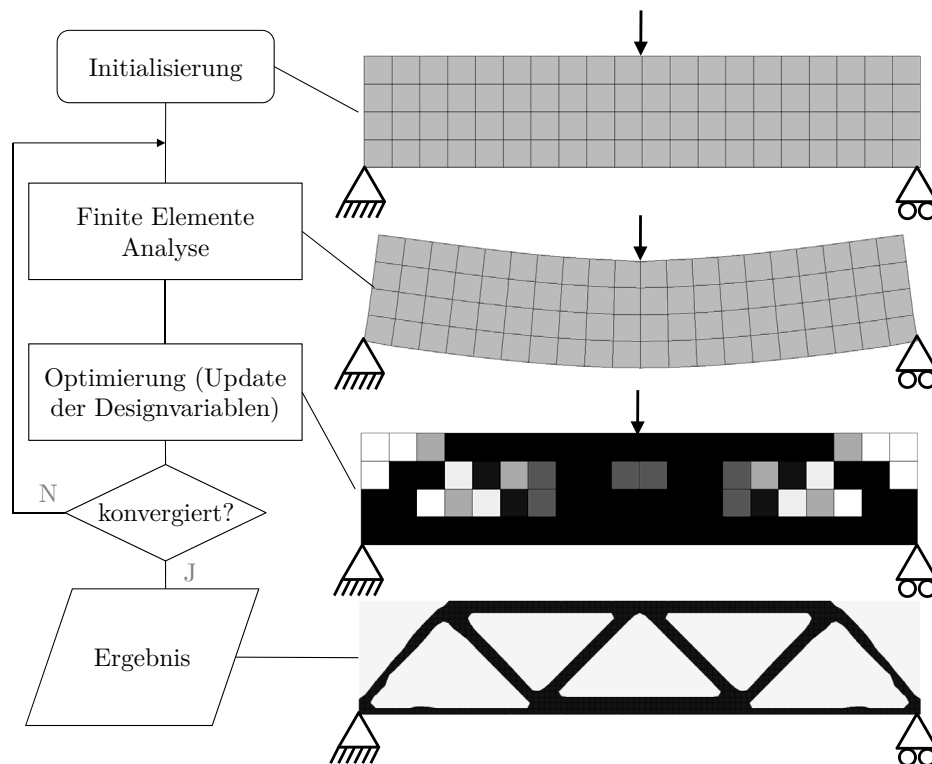 Initialisierung
Finite Elemente
Analyse
Optimierung (Update
der Designvariablen)
N
konvergiert?
J
Ergebnis